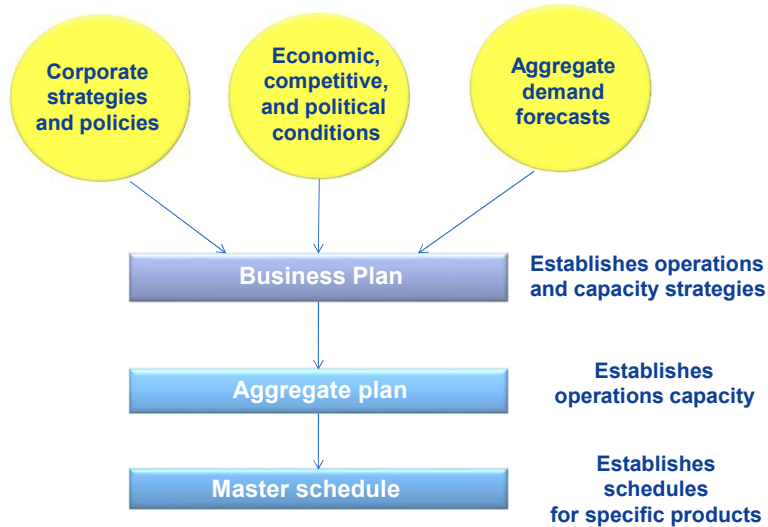 Corporate
strategies
and policies
Economic,
competitive,
and political
conditions
Aggregate
demand
forecasts
Business Plan
Establishes operations
and capacity strategies
Aggregate plan
Establishes
operations capacity
Master schedule
Establishes
schedules
for specific products